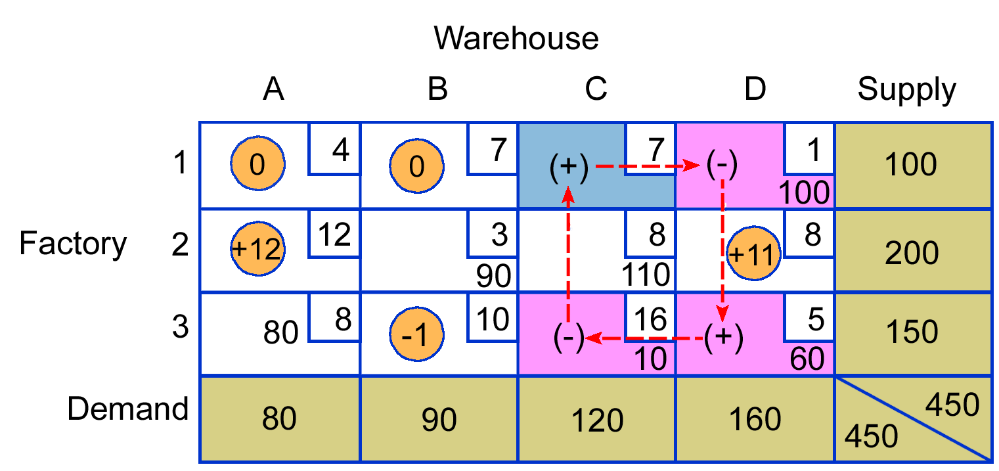 Warehouse
A B C D Supply
1 0 4 0 7 (+) 7 (-) 1 100 100
Factory 2 +12 12 3 90 8 110 +11 8 200
3 80 8 -1 10 (-) 16 10 (+) 5 60 150
Demand 80 90 120 160 450 450